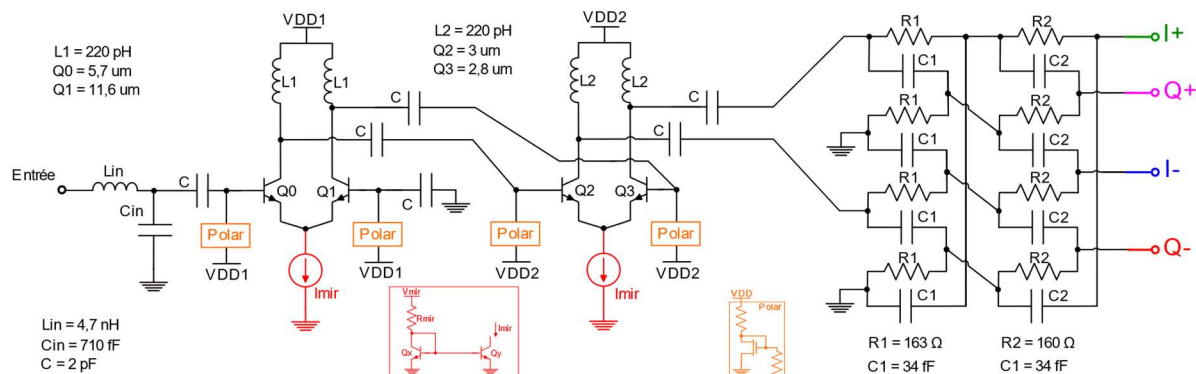 VDD1
VDD2
L1 = 220 pH
Q0 = 5,7 um
Q1 = 11,6 um
L2 = 220 pH
Q2 = 3 um
Q3 = 2,8 um
L1
L1
L2
L2
C
C
C
C
R1
R2
I+
C1
C2
R1
R2
Q+
C1
C2
Entrée
Lin
C
Q0
Q1
C
Q2
Q3
R1
R2
I-
Cin
Polar
Polar
Polar
Polar
C1
C2
VDD1
VDD1
VDD2
VDD2
R1
R2
Q-
Imir
Imir
C1
C2
Vmir
Rmir
Imir
Qx
Qy
VDD
Polar
Lin = 4,7 nH
Cin = 710 fF
C = 2 pF
R1 = 163 Ω
C1 = 34 fF
R2 = 160 Ω
C1 = 34 fF